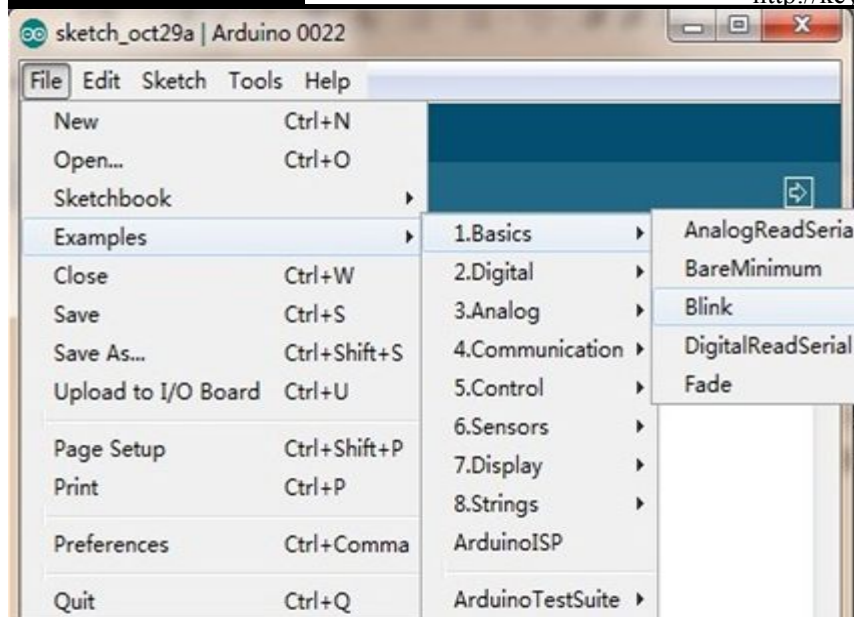 sketch_oct29a | Arduino 0022
File Edit Sketch Tools Help
New Ctrl+N
Open... Ctrl+O
Sketchbook
Examples
Close Ctrl+W
Save Ctrl+S
Save As... Ctrl+Shift+S
Upload to I/O Board Ctrl+U
Page Setup Ctrl+Shift+P
Print Ctrl+P
Preferences Ctrl+Comma
Quit Ctrl+Q
1.Basics
2.Digital
3.Analog
4.Communication
5.Control
6.Sensors
7.Display
8.Strings
ArduinoISP
ArduinoTestSuite
AnalogReadSeria
BareMinimum
Blink
DigitalReadSerial
Fade